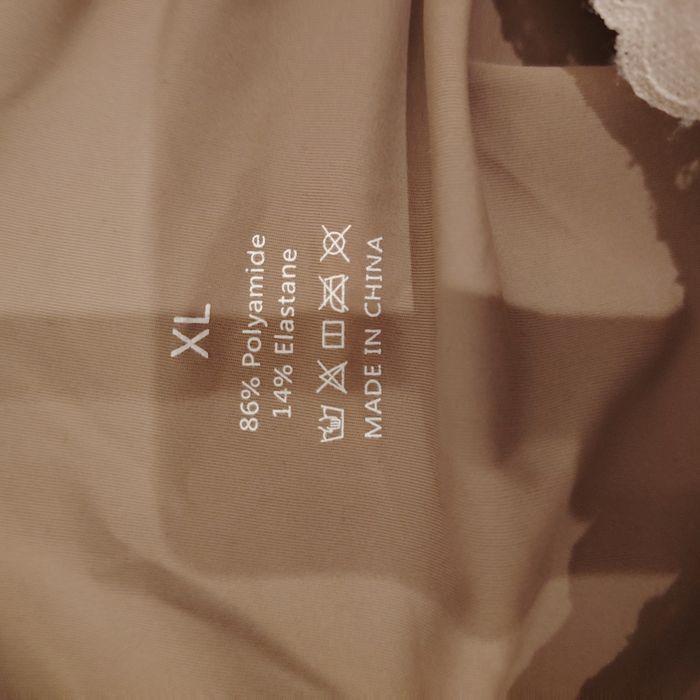 XL
86% Polyamide
14% Elastane
MADE IN CHINA